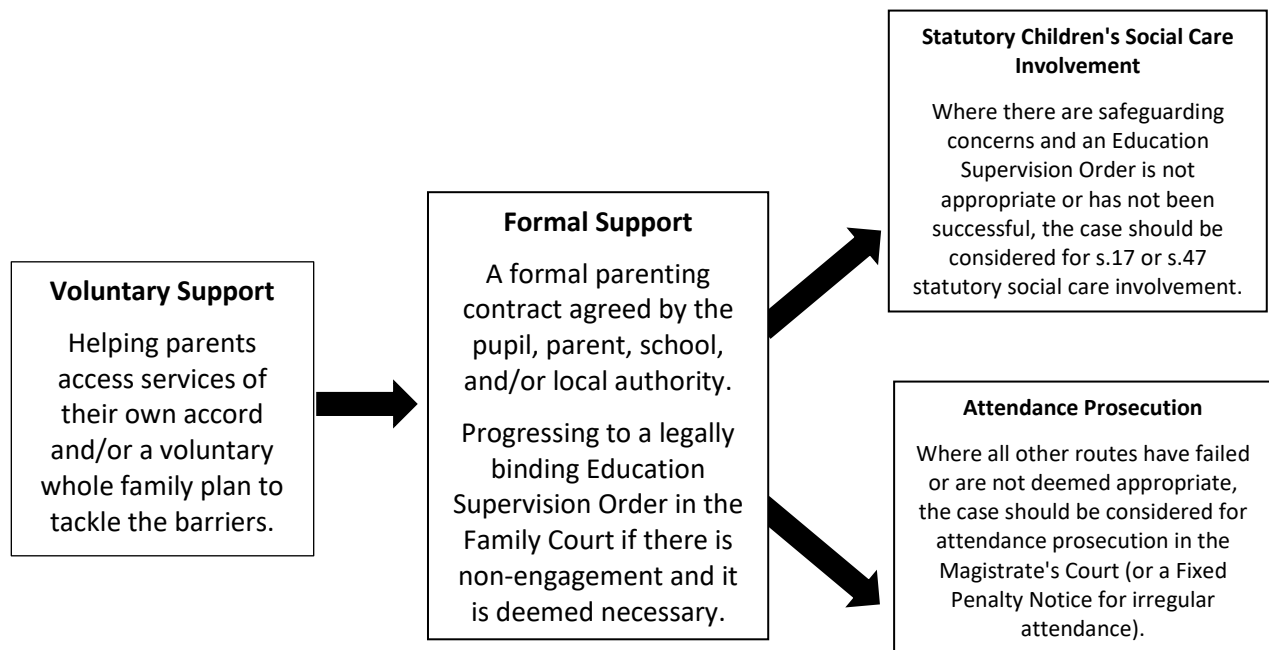 Voluntary Support
Helping parents
access services of
their own accord
and/or a voluntary
whole family plan to
tackle the barriers.
Formal Support
A formal parenting
contract agreed by the
pupil, parent, school,
and/or local authority.
Progressing to a legally
binding Education
Supervision Order in the
Family Court if there is
non-engagement and it
is deemed necessary.
Statutory Children's Social Care
Involvement
Where there are safeguarding
concerns and an Education
Supervision Order is not
appropriate or has not been
successful, the case should be
considered for s.17 or s.47
statutory social care involvement.
Attendance Prosecution
Where all other routes have failed
or are not deemed appropriate,
the case should be considered for
attendance prosecution in the
Magistrate's Court (or a Fixed
Penalty Notice for irregular
attendance).